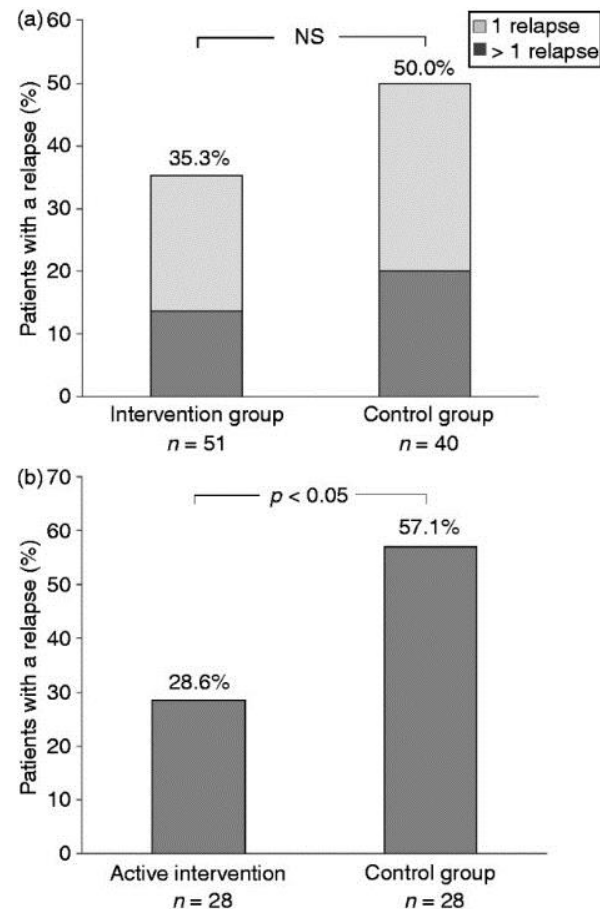 (a)
60
50
40
30
20
10
0
Patients with a relapse (%)
NS
1 relapse
> 1 relapse
35.3%
50.0%
Intervention group
n = 51
Control group
n = 40
(b)
70
60
50
40
30
20
10
0
Patients with a relapse (%)
p < 0.05
28.6%
57.1%
Active intervention
n = 28
Control group
n = 28